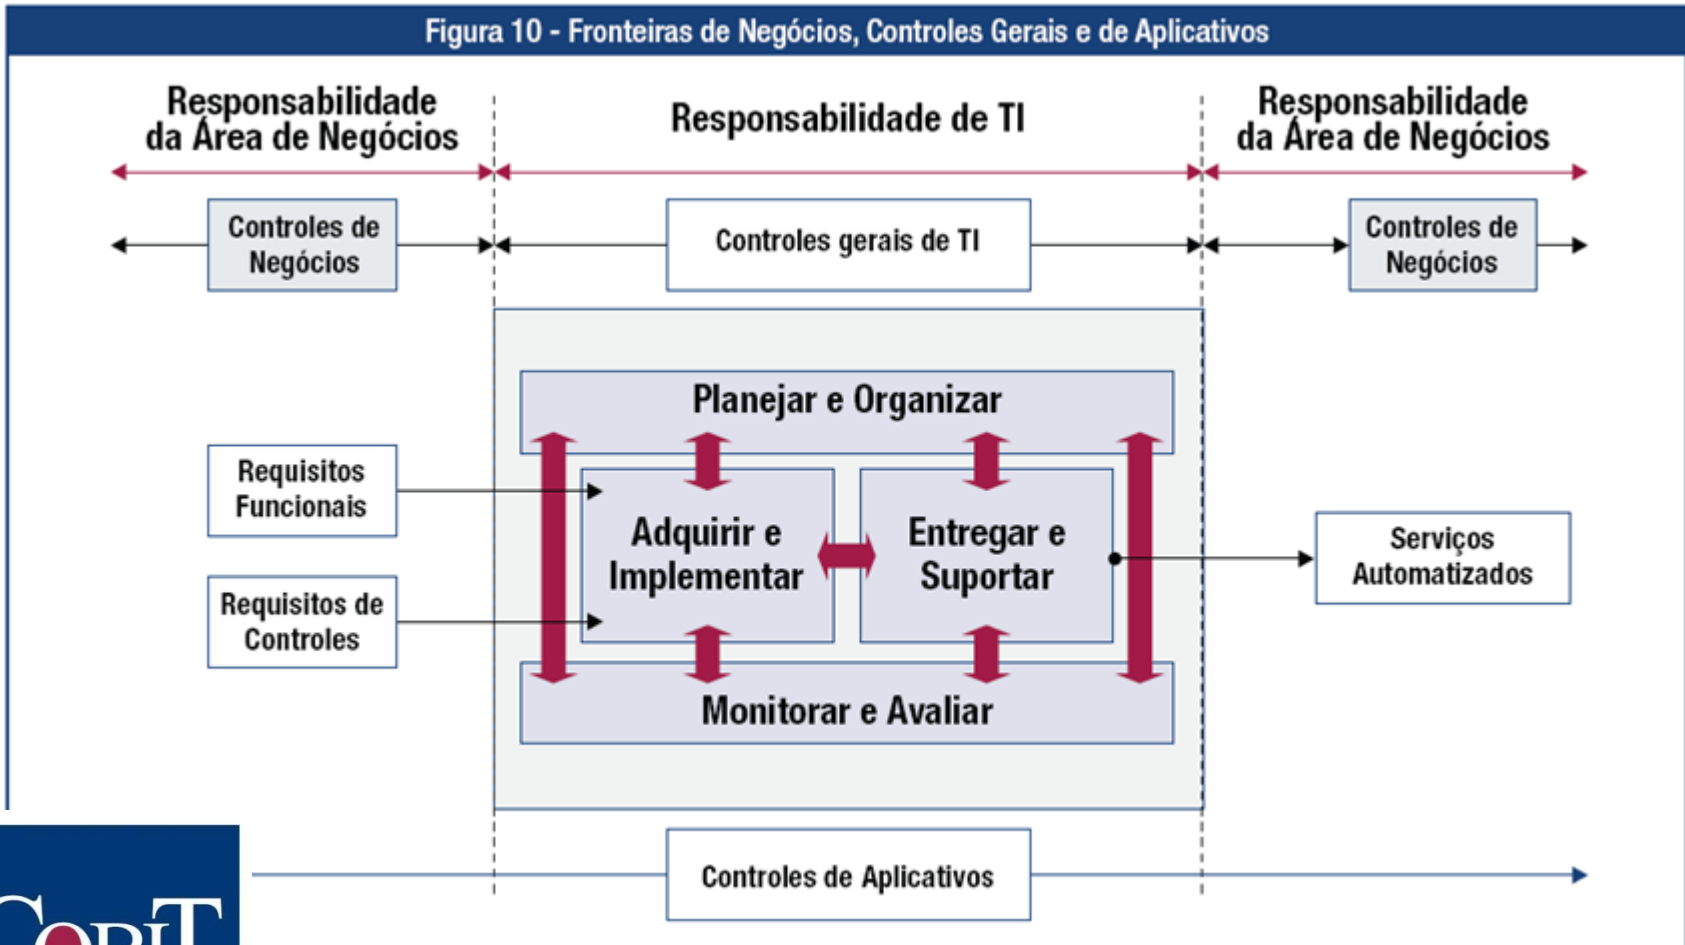 Figura 10 - Fronteiras de Negócios, Controles Gerais e de Aplicativos
Responsabilidade
da Área de Negócios
Responsabilidade de TI
Responsabilidade
da Área de Negócios
Controles de
Negócios
Controles gerais de TI
Controles de
Negócios
Planejar e Organizar
Requisitos
Funcionais
Adquirir e
Implementar
Entregar e
Suportar
Serviços
Automatizados
Requisitos de
Controles
Monitorar e Avaliar
Controles de Aplicativos
COBIT